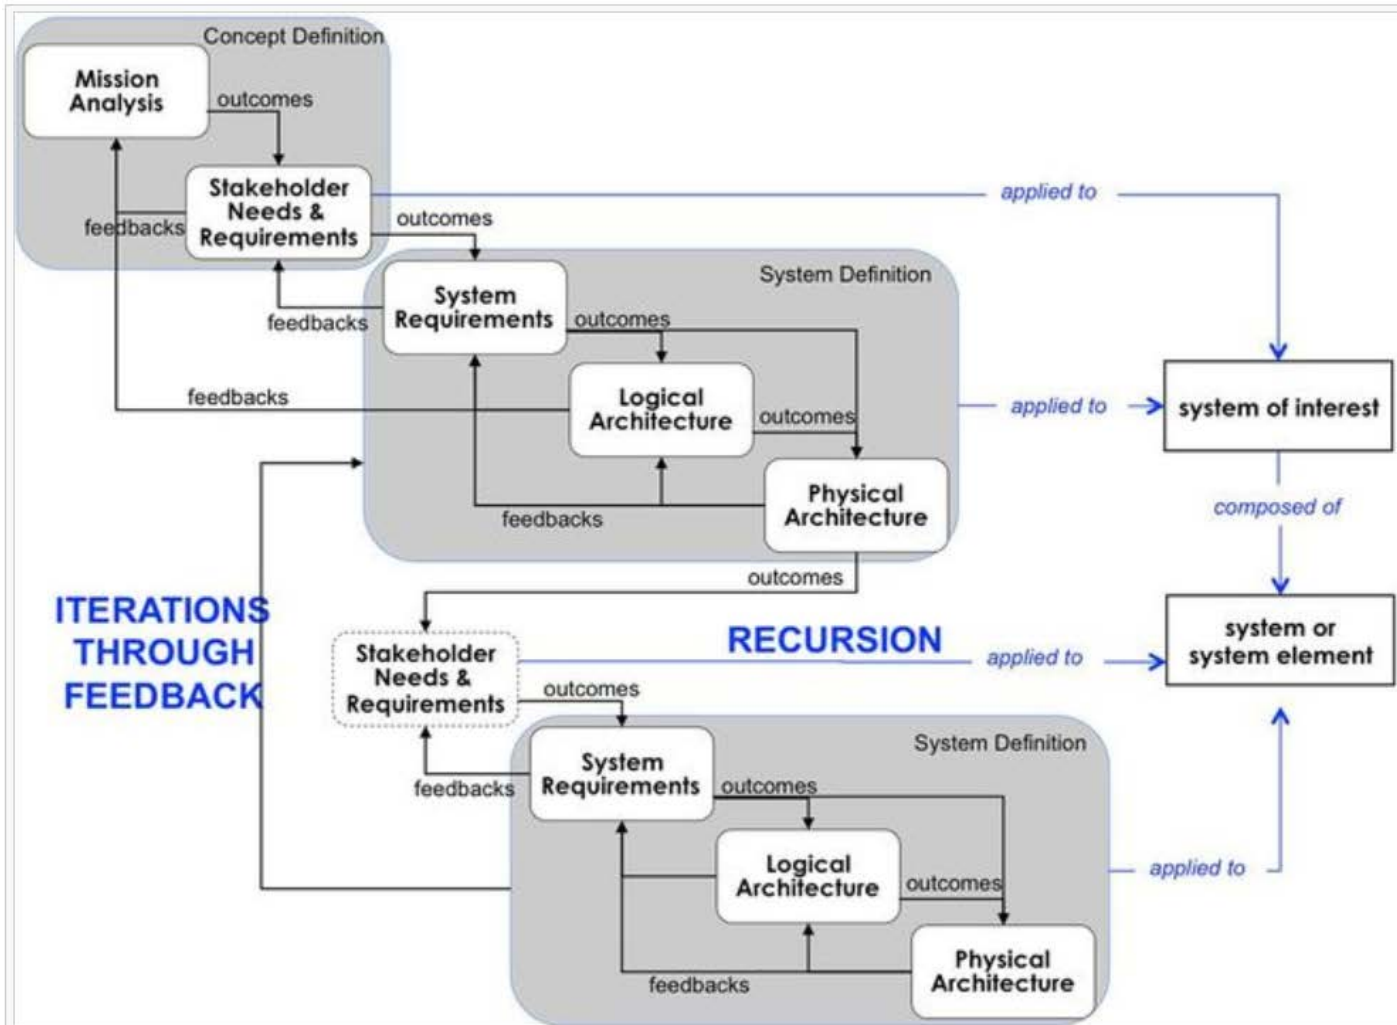 Concept Definition
Mission
Analysis
outcomes
Stakeholder
Needs &
Requirements
feedbacks
outcomes
applied to
System Definition
System
Requirements
feedbacks
outcomes
Logical
Architecture
feedbacks
outcomes
applied to
system of interest
Physical
Architecture
feedbacks
composed of
outcomes
ITERATIONS
THROUGH
FEEDBACK
RECURSION
Stakeholder
Needs &
Requirements
applied to
system or
system element
outcomes
System Definition
System
Requirements
feedbacks
outcomes
Logical
Architecture
outcomes
applied to
Physical
Architecture
feedbacks